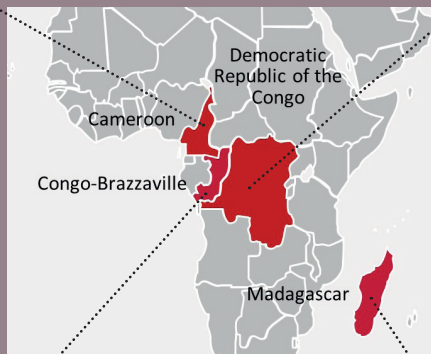 Democratic
Republic of the
Congo
Cameroon
Congo-Brazzaville
Madagascar